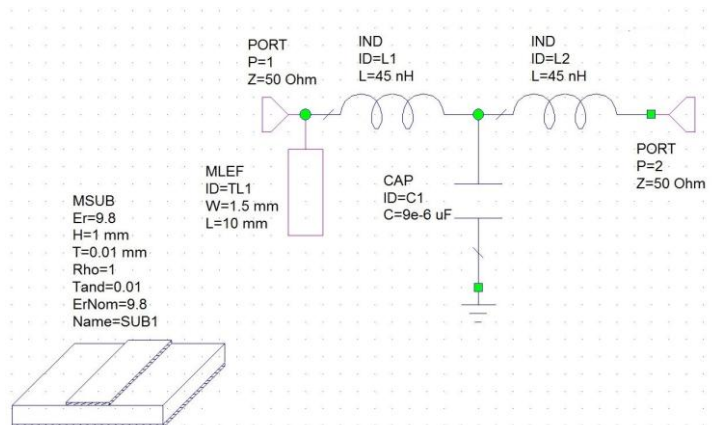 PORT
P=1
Z=50 Ohm
IND
ID=L1
L=45 nH
IND
ID=L2
L=45 nH
MLEF
ID=TL1
W=1.5 mm
L=10 mm
CAP
ID=C1
C=9e-6 uF
PORT
P=2
Z=50 Ohm
MSUB
Er=9.8
H=1 mm
T=0.01 mm
Rho=1
Tand=0.01
ErNom=9.8
Name=SUB1